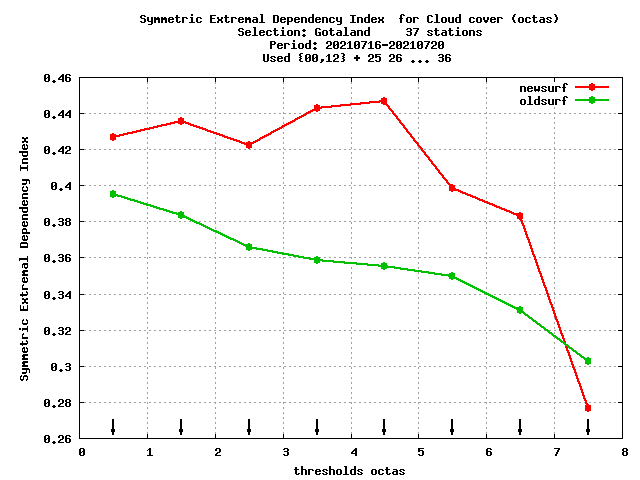 Symmetric Extremal Dependency Index  for Cloud cover (octas)
Selection: Gotaland     37 stations
Period: 20210716-20210720
Used {00,12} + 25 26 ... 36
newsurf
oldsurf
Symmetric Extremal Dependency Index
0.46
0.44
0.42
0.4
0.38
0.36
0.34
0.32
0.3
0.28
0.26
0 1 2 3 4 5 6 7 8
thresholds octas